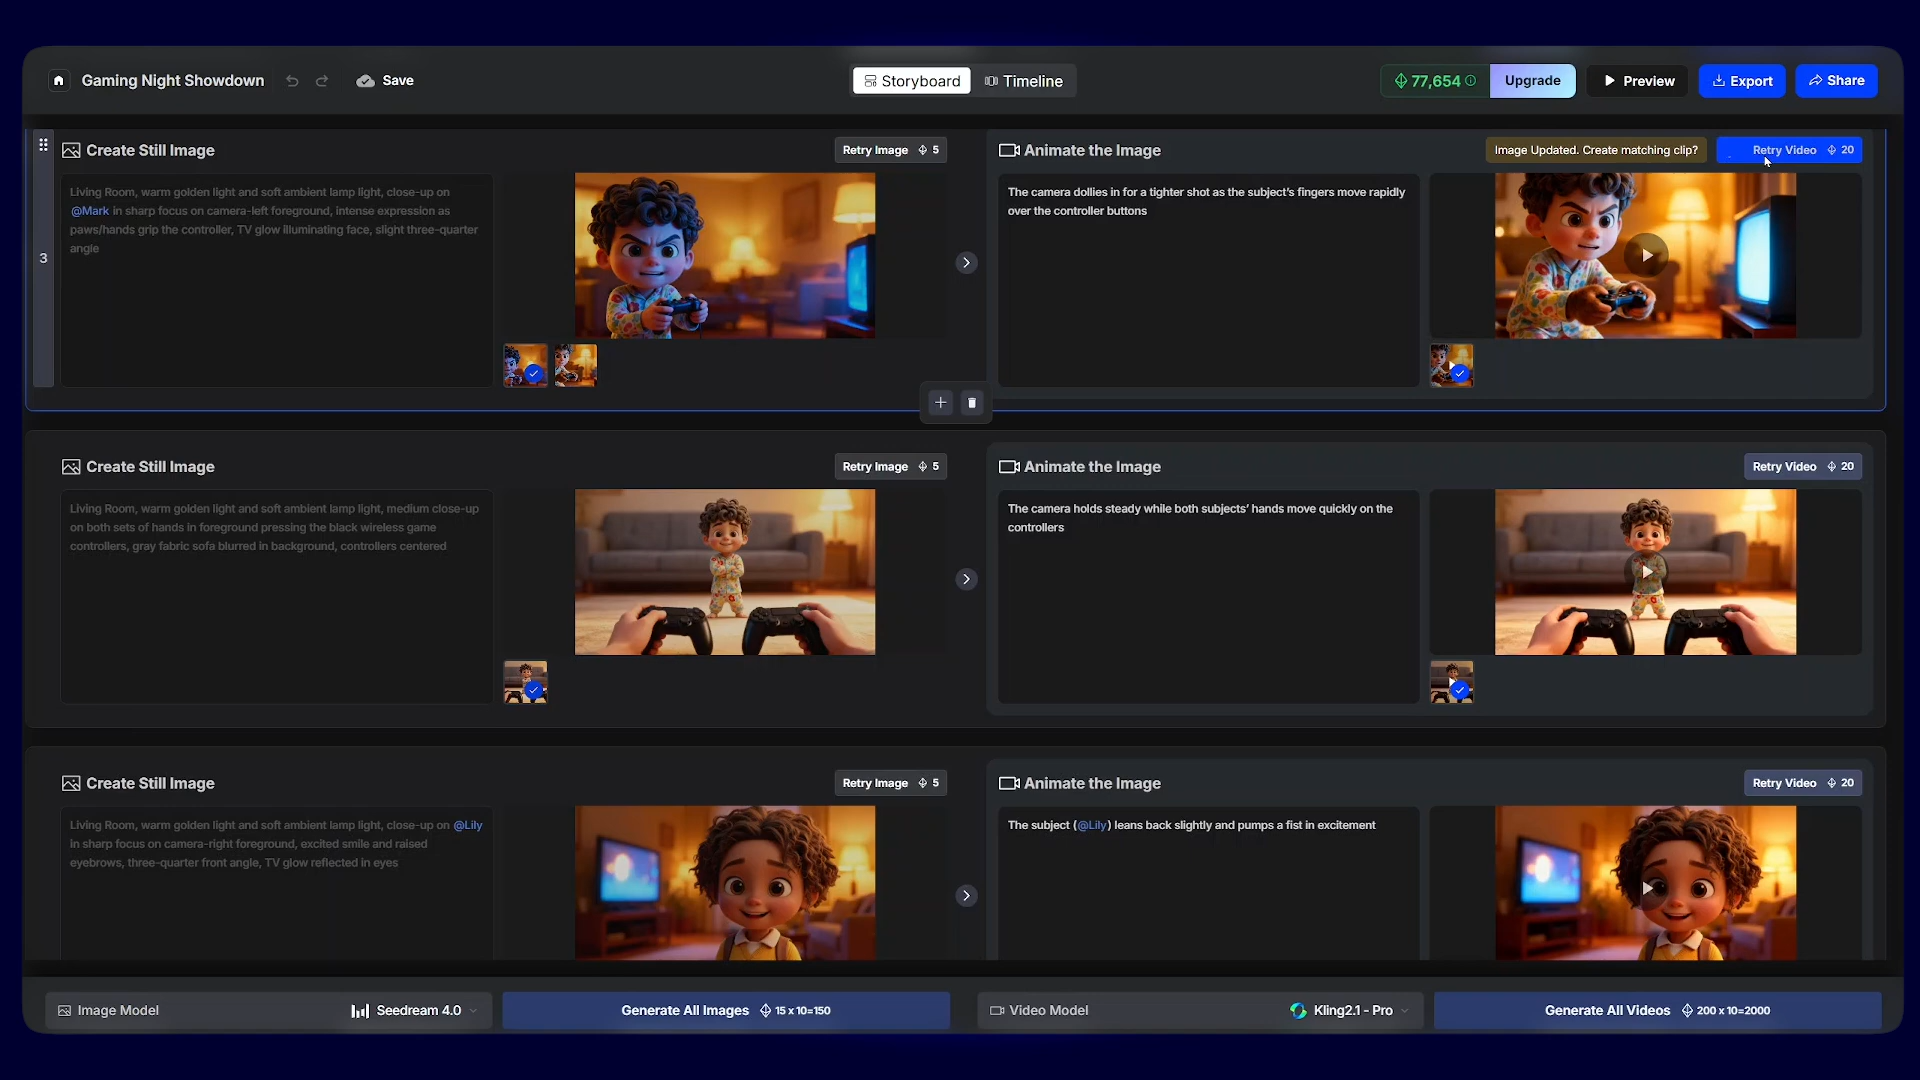 Gaming Night Showdown
Save
Storyboard
Timeline
77,654
Upgrade
Preview
Export
Share
3
Create Still Image
Retry Image 5
Living Room, warm golden light and soft ambient lamp light, close-up on
@Mark in sharp focus on camera-left foreground, intense expression as
paws/hands grip the controller, TV glow illuminating face, slight three-quarter
angle
Animate the Image
Image Updated. Create matching clip?
Retry Video 20
The camera dollies in for a tighter shot as the subject's fingers move rapidly
over the controller buttons
Create Still Image
Retry Image 5
Living Room, warm golden light and soft ambient lamp light, medium close-up
on both sets of hands in foreground pressing the black wireless game
controllers, gray fabric sofa blurred in background, controllers centered
Animate the Image
Retry Video 20
The camera holds steady while both subjects' hands move quickly on the
controllers
Create Still Image
Retry Image 5
Living Room, warm golden light and soft ambient lamp light, close-up on @Lily
in sharp focus on camera-right foreground, excited smile and raised
eyebrows, three-quarter front angle, TV glow reflected in eyes
Animate the Image
Retry Video 20
The subject (@Lily) leans back slightly and pumps a fist in excitement
Image Model
Seedream 4.0
Generate All Images 15 x 10=150
Video Model
Kling2.1 - Pro
Generate All Videos 200 x 10=2000